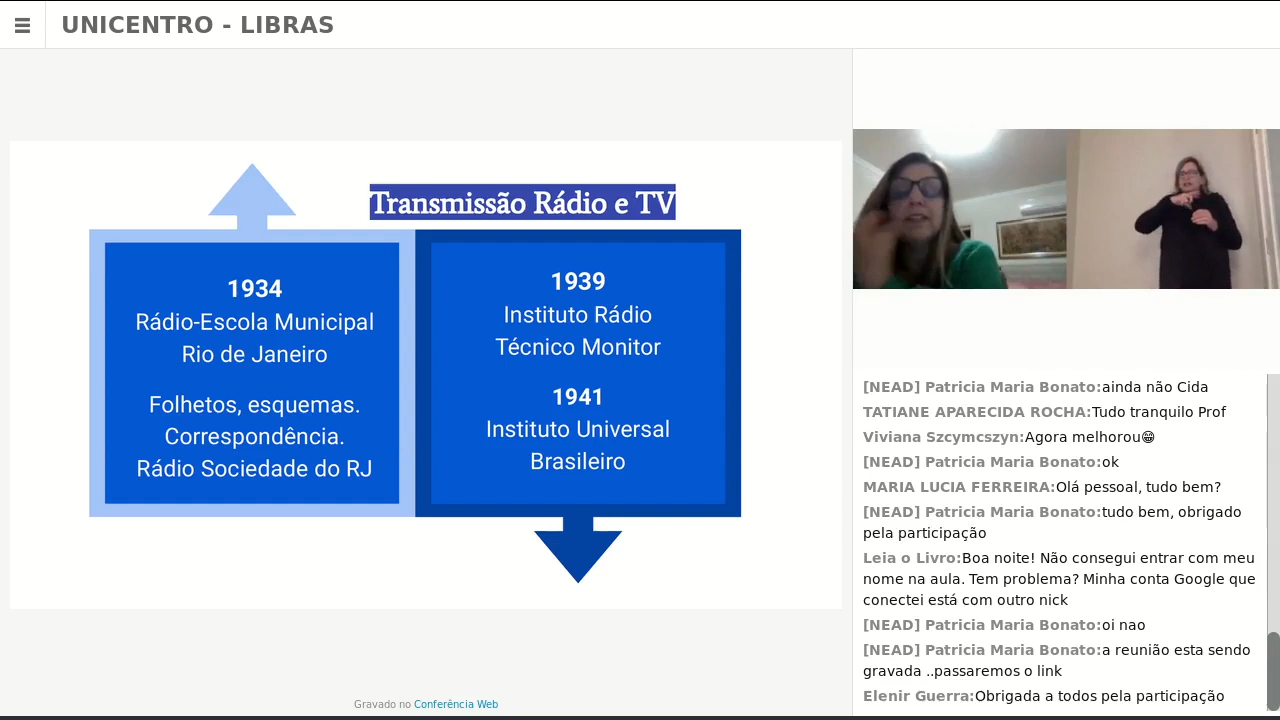 UNICENTRO - LIBRAS
Transmissão Rádio e TV
1934
Rádio-Escola Municipal
Rio de Janeiro
Folhetos, esquemas.
Correspondência.
Rádio Sociedade do RJ
1939
Instituto Rádio
Técnico Monitor
1941
Instituto Universal
Brasileiro
Gravado no Conferência Web
[NEAD] Patricia Maria Bonato:ainda não Cida
TATIANE APARECIDA ROCHA:Tudo tranquilo Prof
Viviana Szcymcszyn:Agora melhorou😁
[NEAD] Patricia Maria Bonato:ok
MARIA LUCIA FERREIRA:Olá pessoal, tudo bem?
[NEAD] Patricia Maria Bonato:tudo bem, obrigado
pela participação
Leia o Livro:Boa noite! Não consegui entrar com meu
nome na aula. Tem problema? Minha conta Google que
conectei está com outro nick
[NEAD] Patricia Maria Bonato:oi nao
[NEAD] Patricia Maria Bonato:a reunião esta sendo
gravada ..passaremos o link
Elenir Guerra:Obrigada a todos pela participação